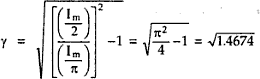 γ = √[ ( (I_m/2) / (I_m/π) )² −1 ] = √( π²/4 −1 ) = √1.4674